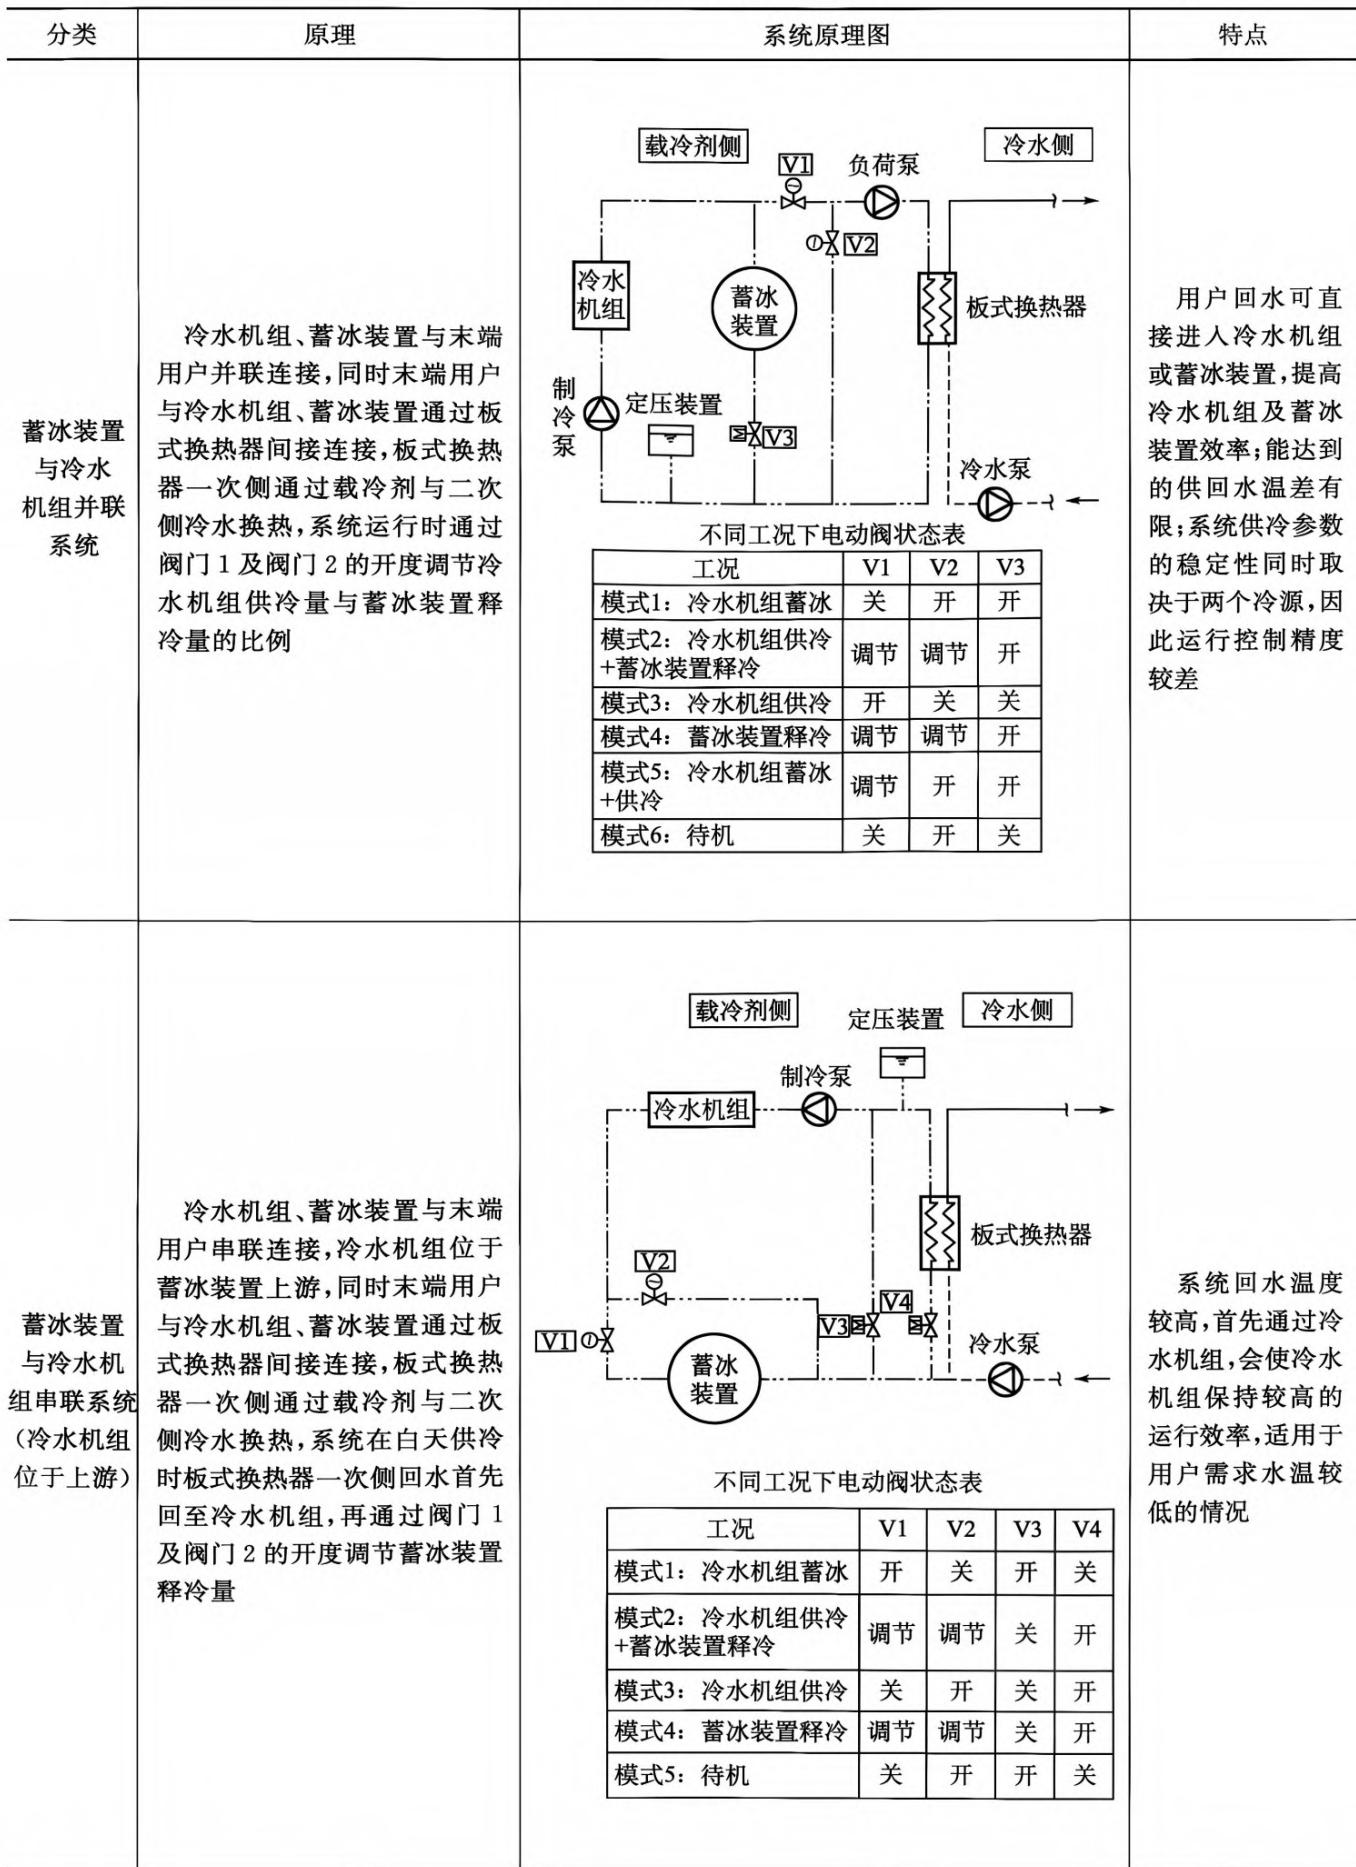 分类 原理 系统原理图 特点
蓄冰装置
与冷水
机组并联
系统
冷水机组、蓄冰装置与末端
用户并联连接,同时末端用户
与冷水机组、蓄冰装置通过板
式换热器间接连接,板式换热
器一次侧通过载冷剂与二次
侧冷水换热,系统运行时通过
阀门1及阀门2的开度调节冷
水机组供冷量与蓄冰装置释
冷量的比例
载冷剂侧
冷水侧
V1
负荷泵
V2
冷水
机组
蓄冰
装置
板式换热器
制
冷
泵
定压装置
V3
冷水泵
不同工况下电动阀状态表
工况 V1 V2 V3
模式1：冷水机组蓄冰 关 开 开
模式2：冷水机组供冷
+蓄冰装置释冷 调节 调节 开
模式3：冷水机组供冷 开 关 关
模式4：蓄冰装置释冷 调节 调节 开
模式5：冷水机组蓄冰
+供冷 调节 开 开
模式6：待机 关 开 关
用户回水可直
接进入冷水机组
或蓄冰装置,提高
冷水机组及蓄冰
装置效率;能达到
的供回水温差有
限;系统供冷参数
的稳定性同时取
决于两个冷源,因
此运行控制精度
较差
蓄冰装置
与冷水机
组串联系统
(冷水机组
位于上游)
冷水机组、蓄冰装置与末端
用户串联连接,冷水机组位于
蓄冰装置上游,同时末端用户
与冷水机组、蓄冰装置通过板
式换热器间接连接,板式换热
器一次侧通过载冷剂与二次
侧冷水换热,系统在白天供冷
时板式换热器一次侧回水首先
回至冷水机组,再通过阀门1
及阀门2的开度调节蓄冰装置
释冷量
载冷剂侧
定压装置
冷水侧
制冷泵
冷水机组
板式换热器
V2
V4
V3
V1
蓄冰
装置
冷水泵
不同工况下电动阀状态表
工况 V1 V2 V3 V4
模式1：冷水机组蓄冰 开 关 开 关
模式2：冷水机组供冷
+蓄冰装置释冷 调节 调节 关 开
模式3：冷水机组供冷 关 开 关 开
模式4：蓄冰装置释冷 调节 调节 关 开
模式5：待机 关 开 开 关
系统回水温度
较高,首先通过冷
水机组,会使冷水
机组保持较高的
运行效率,适用于
用户需求水温较
低的情况